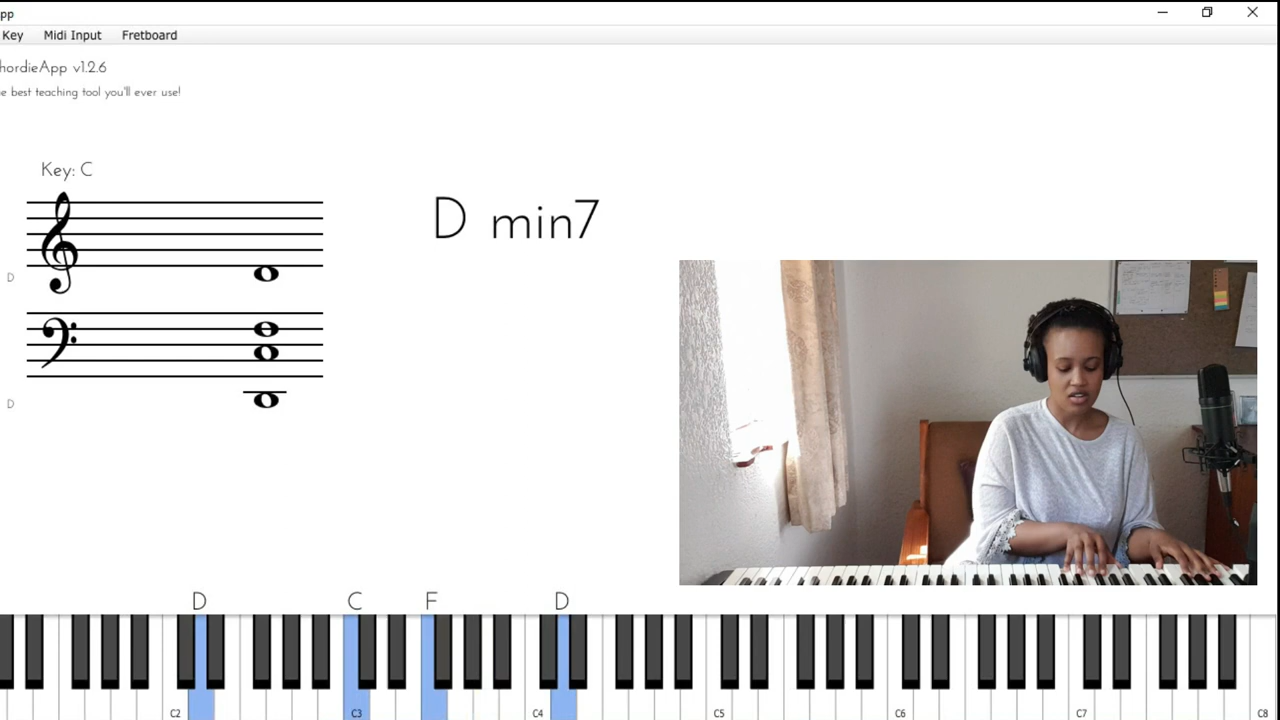 pp
Key Midi Input Fretboard
hordieApp v1.2.6
e best teaching tool you'll ever use!
Key: C
D min7
D
D
D C F D
C2 C3 C4 C5 C6 C7 C8